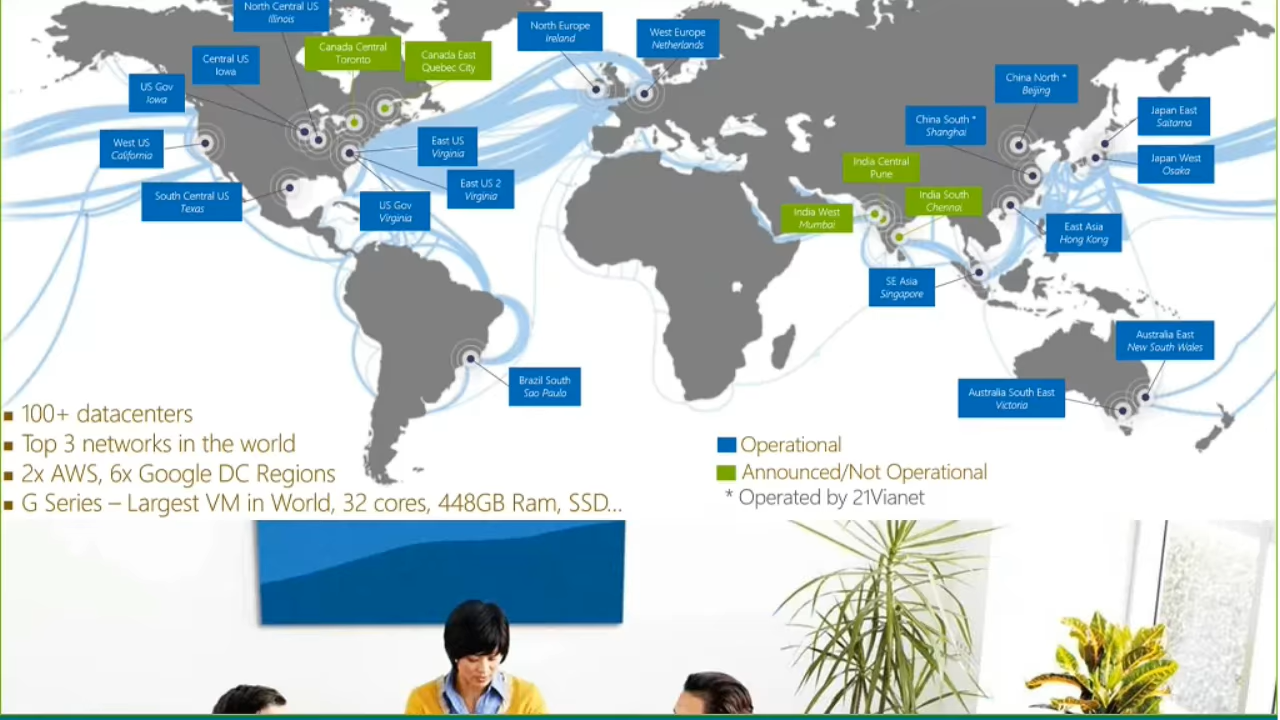 North Central US
Illinois
Central US
Iowa
US Gov
Iowa
West US
California
South Central US
Texas
Canada Central
Toronto
Canada East
Quebec City
East US
Virginia
East US 2
Virginia
US Gov
Virginia
North Europe
Ireland
West Europe
Netherlands
China North *
Beijing
China South *
Shanghai
Japan East
Saitama
Japan West
Osaka
India Central
Pune
India South
Chennai
India West
Mumbai
East Asia
Hong Kong
SE Asia
Singapore
Australia East
New South Wales
Australia South East
Victoria
Brazil South
Sao Paulo
100+ datacenters
Top 3 networks in the world
2x AWS, 6x Google DC Regions
G Series – Largest VM in World, 32 cores, 448GB Ram, SSD...
Operational
Announced/Not Operational
* Operated by 21Vianet